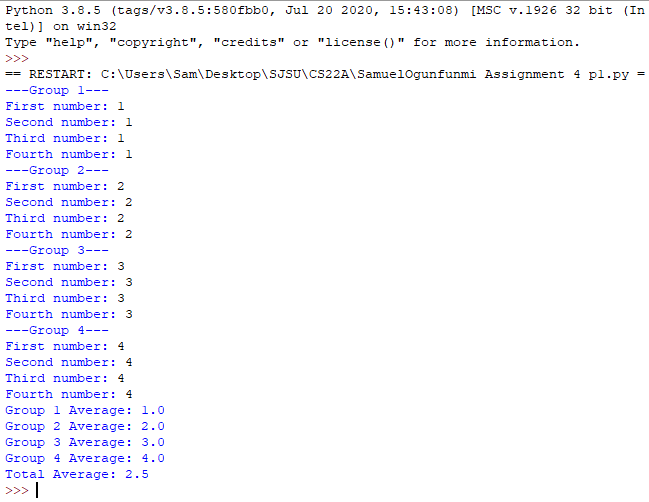 Python 3.8.5 (tags/v3.8.5:580fbb0, Jul 20 2020, 15:43:08) [MSC v.1926 32 bit (In
tel)] on win32
Type "help", "copyright", "credits" or "license()" for more information.
>>>
== RESTART: C:\Users\Sam\Desktop\SJSU\CS22A\SamuelOgunfunmi Assignment 4 p1.py =
---Group 1---
First number: 1
Second number: 1
Third number: 1
Fourth number: 1
---Group 2---
First number: 2
Second number: 2
Third number: 2
Fourth number: 2
---Group 3---
First number: 3
Second number: 3
Third number: 3
Fourth number: 3
---Group 4---
First number: 4
Second number: 4
Third number: 4
Fourth number: 4
Group 1 Average: 1.0
Group 2 Average: 2.0
Group 3 Average: 3.0
Group 4 Average: 4.0
Total Average: 2.5
>>>